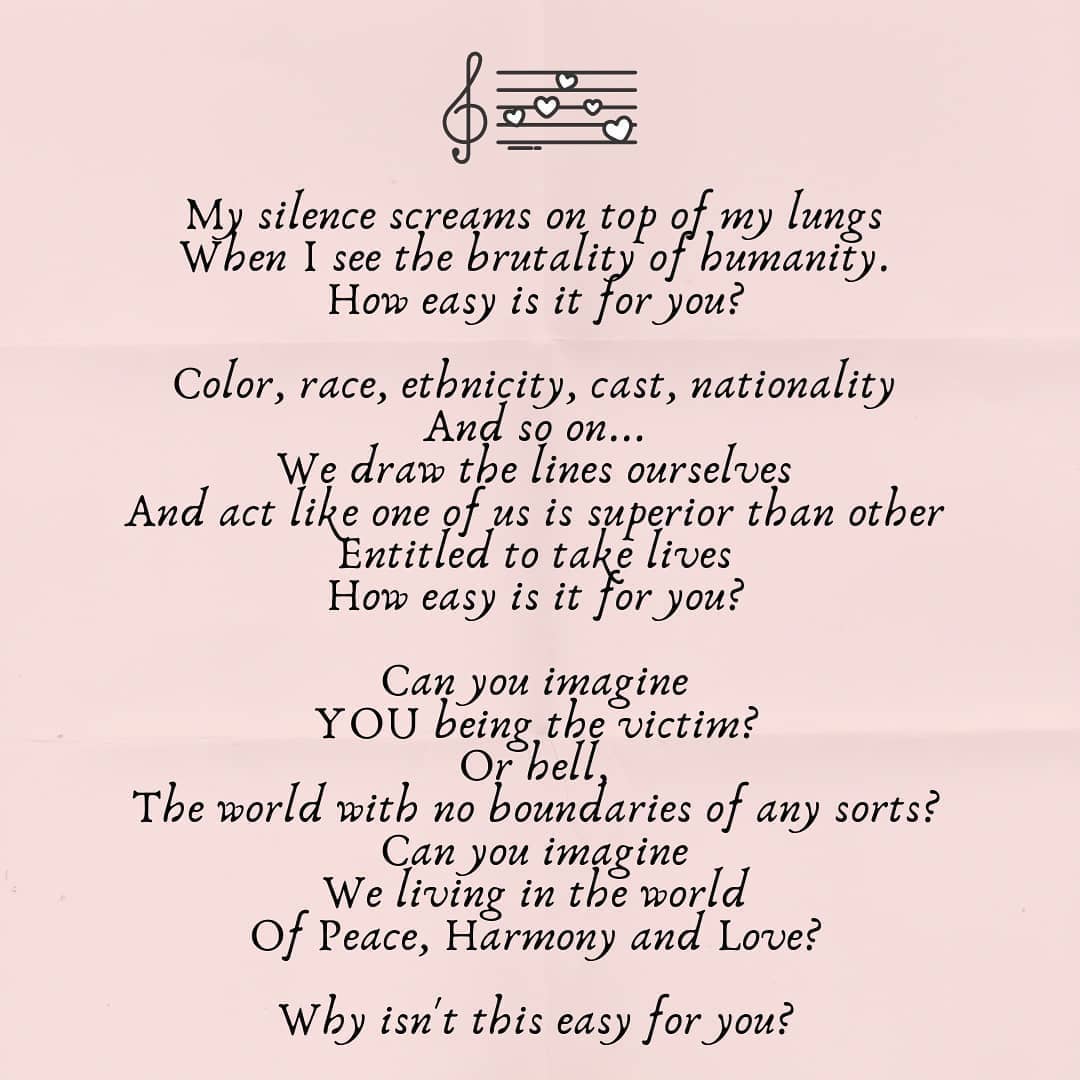 My silence screams on top of my lungs
When I see the brutality of humanity.
How easy is it for you?
Color, race, ethnicity, cast, nationality
And so on...
We draw the lines ourselves
And act like one of us is superior than other
Entitled to take lives
How easy is it for you?
Can you imagine
YOU being the victim?
Or hell,
The world with no boundaries of any sorts?
Can you imagine
We living in the world
Of Peace, Harmony and Love?
Why isn't this easy for you?